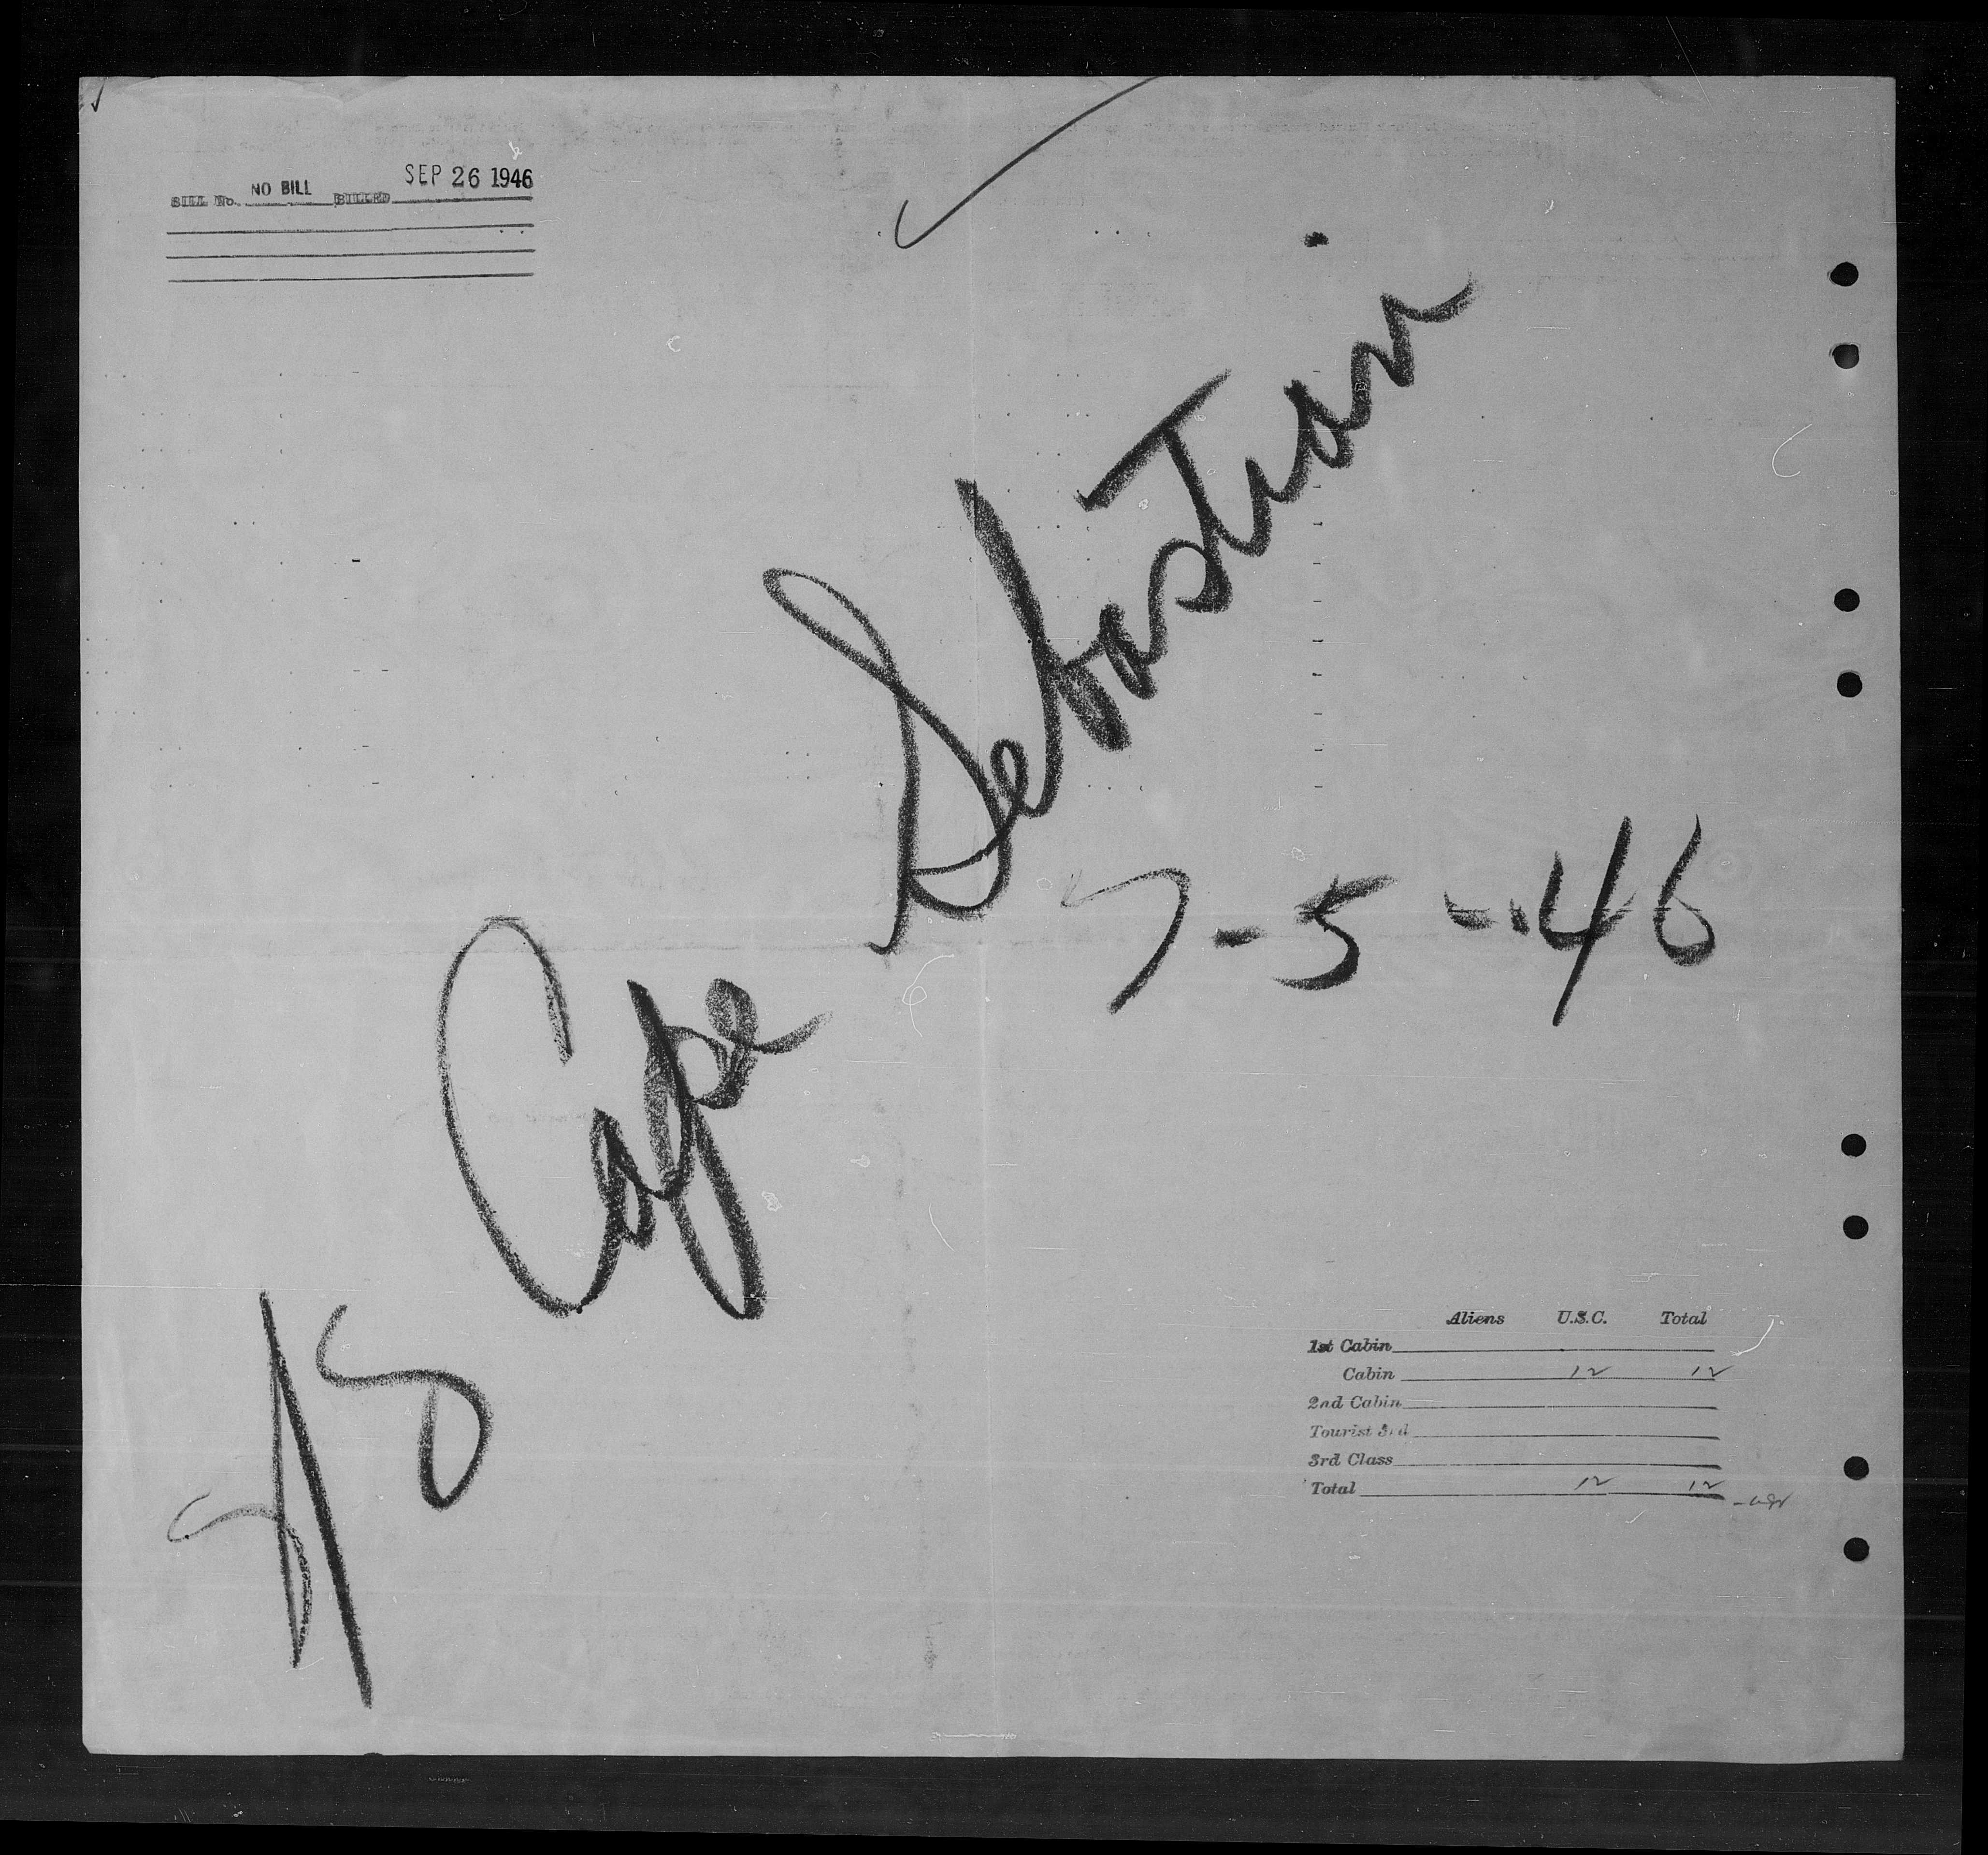 BILL No. NO BILL BILLED SEP 26 1946
S/S Cape Sebastian
7-5-46
Aliens U.S.C. Total
1st Cabin
Cabin 12 12
2nd Cabin
Tourist 3rd
3rd Class
Total 12 12